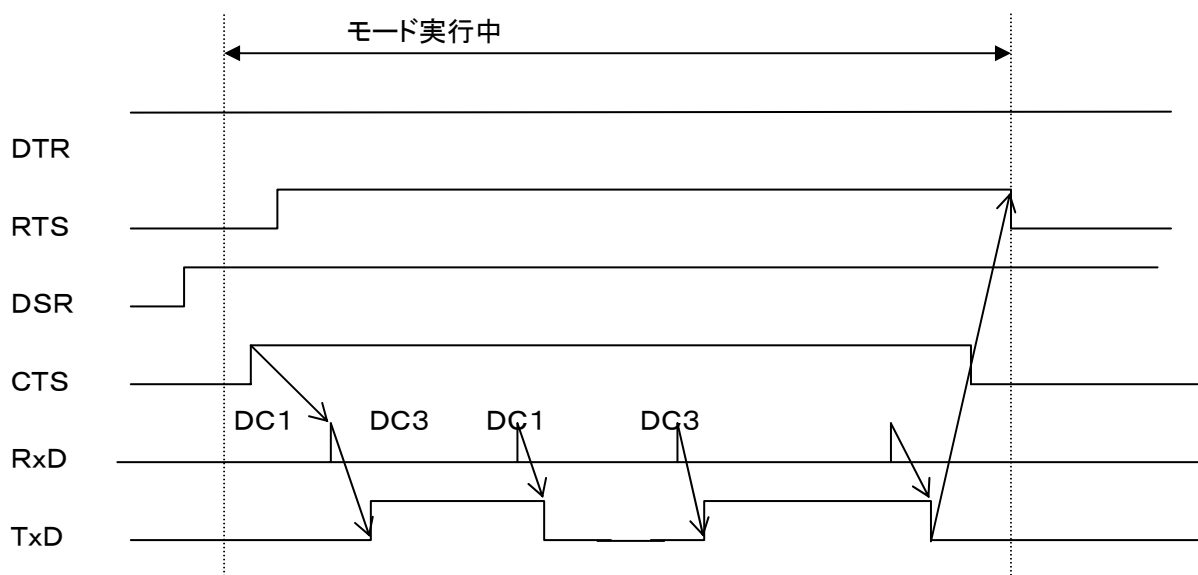 モード実行中
DTR
RTS
DSR
CTS
DC1 DC3 DC1 DC3
RxD
TxD